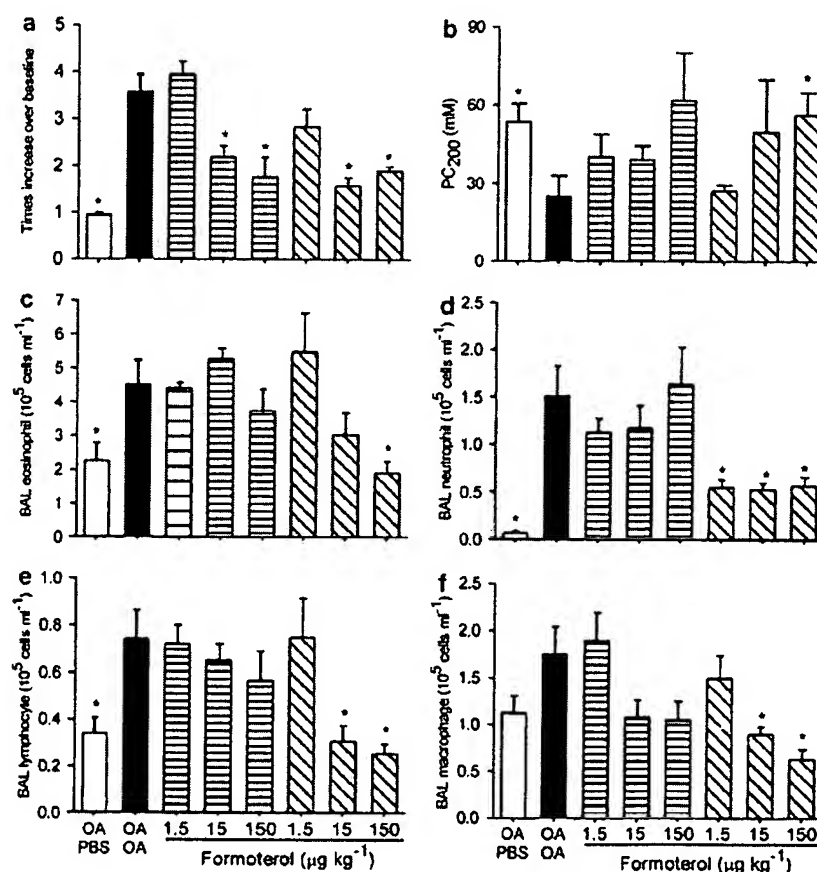 a
Times increase over baseline
5
4
3
2
1
0
* * * * *
b
PC200 (mM)
90
60
30
0
* *
c
BAL eosinophil (10^5 cells ml^-1)
7
6
5
4
3
2
1
0
* *
d
BAL neutrophil (10^5 cells ml^-1)
2.5
2.0
1.5
1.0
0.5
0.0
* * * *
e
BAL lymphocyte (10^5 cells ml^-1)
1.0
0.8
0.6
0.4
0.2
0.0
* * *
OA PBS
OA OA
1.5 15 150 1.5 15 150
Formoterol (µg kg^-1)
f
BAL macrophage (10^5 cells ml^-1)
2.5
2.0
1.5
1.0
0.5
0.0
* *
OA PBS
OA OA
1.5 15 150 1.5 15 150
Formoterol (µg kg^-1)